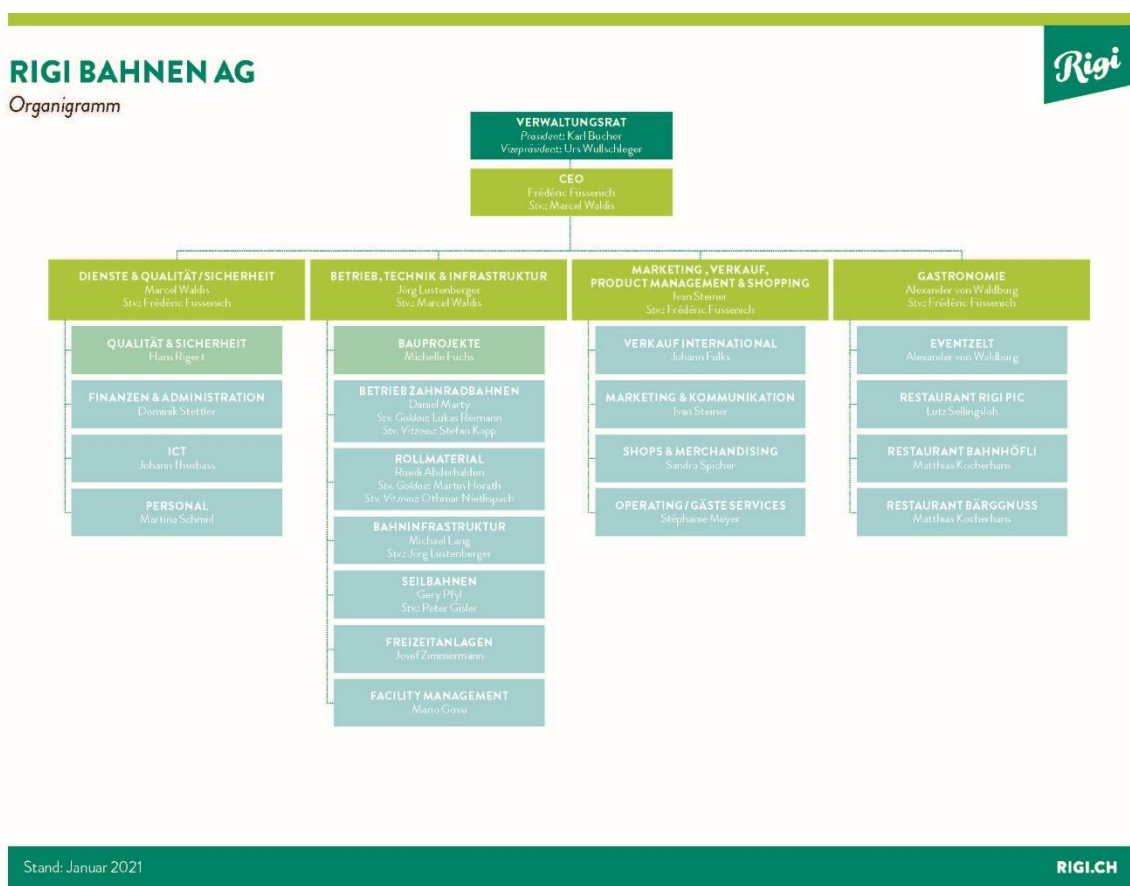 RIGI BAHNEN AG
Organigramm
Rigi
VERWALTUNGSRAT
Präsident: Karl Bucher
Vizepräsident: Urs Wullschleger
CEO
Frédéric Füssenich
Stv.: Marcel Waldis
DIENSTE & QUALITÄT/SICHERHEIT
Marcel Waldis
Stv.: Frédéric Füssenich
QUALITÄT & SICHERHEIT
Hans Rigert
FINANZEN & ADMINISTRATION
Dominik Stettler
ICT
Johann Thusbass
PERSONAL
Martina Schmid
BETRIEB, TECHNIK & INFRASTRUKTUR
Jörg Lustenberger
Stv.: Marcel Waldis
BAUPROJEKTE
Michelle Fuchs
BETRIEB ZAHNRADBAHNEN
Daniel Marty
Stv. Goldau: Lukas Reimann
Stv. Vitznau: Stefan Kopp
ROLLMATERIAL
Ruedi Abderhalden
Stv. Goldau: Martin Horath
Stv. Vitznau: Othmar Nietlispach
BAHNINFRASTRUKTUR
Michael Lang
Stv.: Jörg Lustenberger
SEILBAHNEN
Gery Pfyl
Stv.: Peter Gisler
FREIZEITANLAGEN
Josef Zimmermann
FACILITY MANAGEMENT
Mario Gössi
MARKETING, VERKAUF,
PRODUCT MANAGEMENT & SHOPPING
Ivan Steiner
Stv.: Frédéric Füssenich
VERKAUF INTERNATIONAL
Johann Fulks
MARKETING & KOMMUNIKATION
Ivan Steiner
SHOPS & MERCHANDISING
Sandra Spicher
OPERATING/GÄSTE SERVICES
Stéphanie Meyer
GASTRONOMIE
Alexander von Waldburg
Stv.: Frédéric Füssenich
EVENTZELT
Alexander von Waldburg
RESTAURANT RIGI PIC
Lutz
RESTAURANT BAHNHÖFLI
Matthias Kocherhans
RESTAURANT BÄRGGNUSS
Matthias Kocherhans
Stand: Januar 2021
RIGI.CH